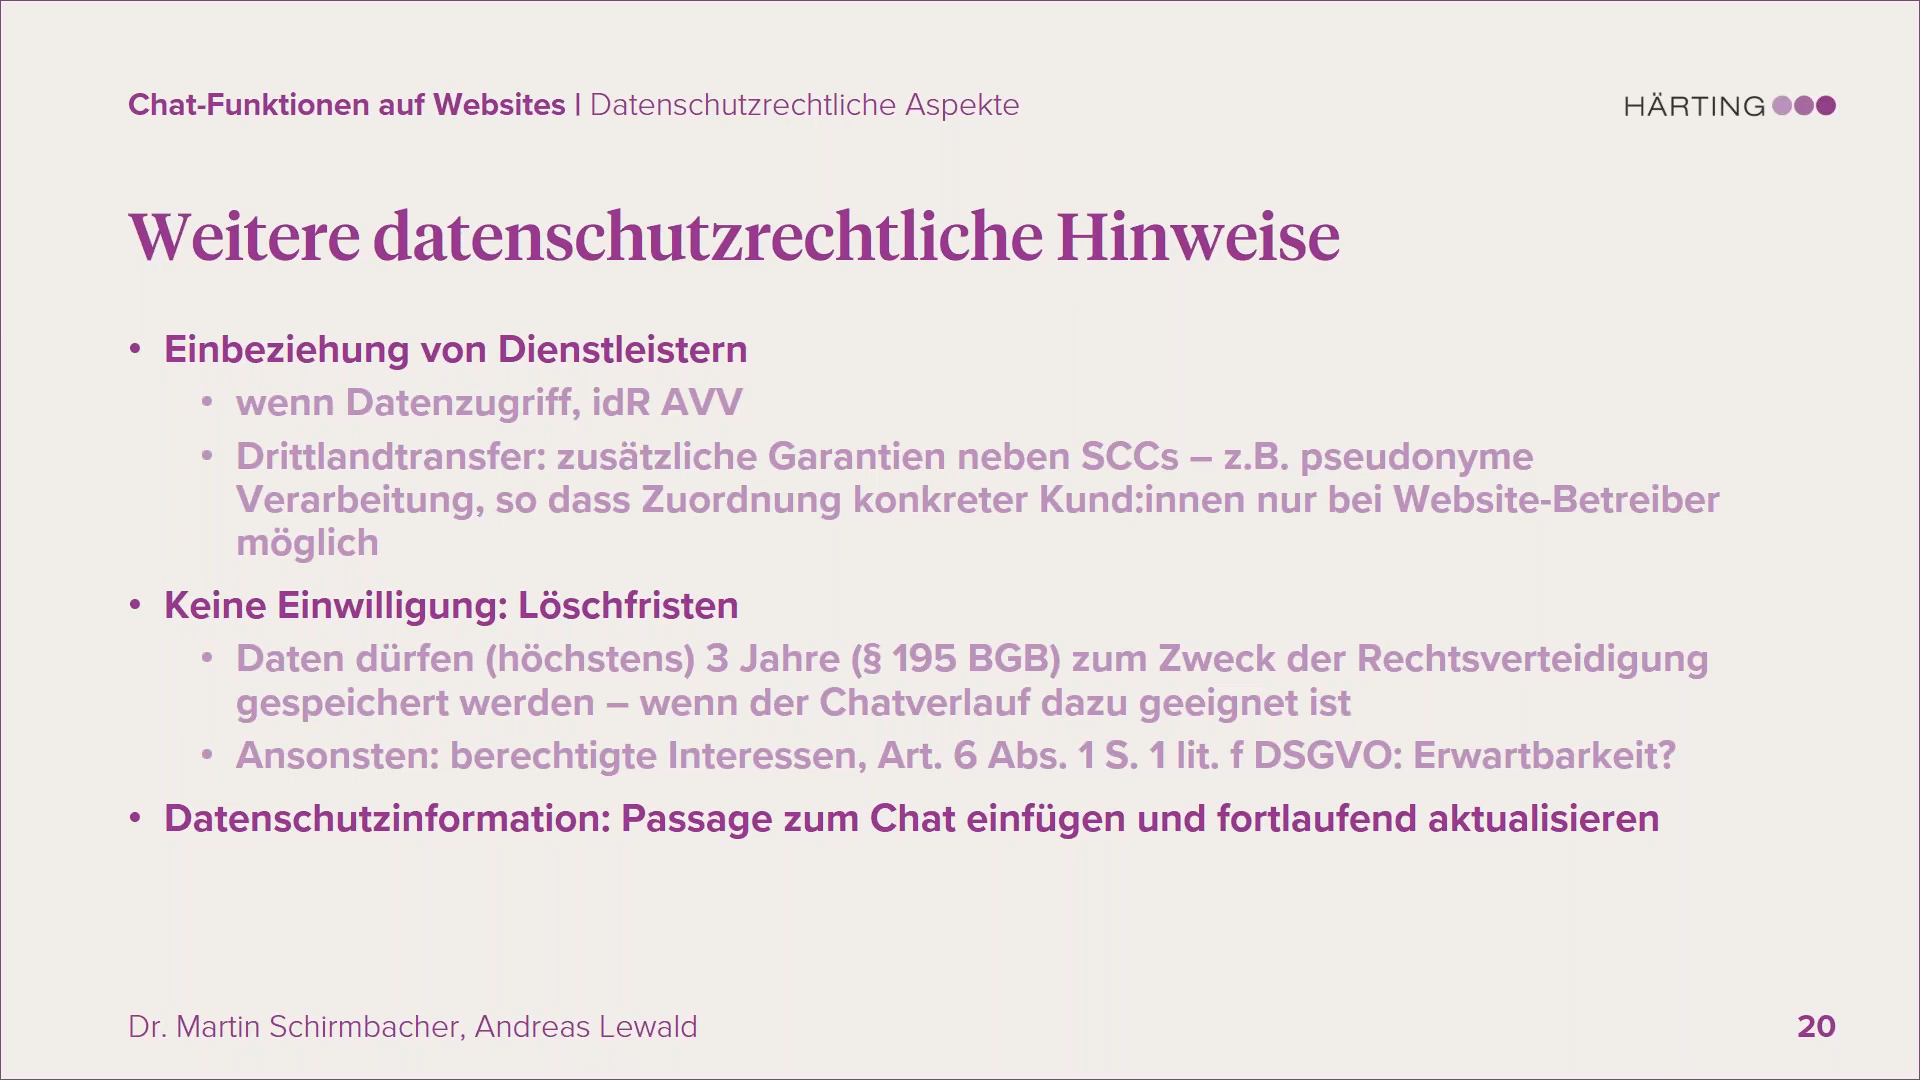 Chat-Funktionen auf Websites | Datenschutzrechtliche Aspekte
HÄRTING
Weitere datenschutzrechtliche Hinweise
• Einbeziehung von Dienstleistern
• wenn Datenzugriff, idR AVV
• Drittlandtransfer: zusätzliche Garantien neben SCCs – z.B. pseudonyme
Verarbeitung, so dass Zuordnung konkreter Kund:innen nur bei Website-Betreiber
möglich
• Keine Einwilligung: Löschfristen
• Daten dürfen (höchstens) 3 Jahre (§ 195 BGB) zum Zweck der Rechtsverteidigung
gespeichert werden – wenn der Chatverlauf dazu geeignet ist
• Ansonsten: berechtigte Interessen, Art. 6 Abs. 1 S. 1 lit. f DSGVO: Erwartbarkeit?
• Datenschutzinformation: Passage zum Chat einfügen und fortlaufend aktualisieren
Dr. Martin Schirmbacher, Andreas Lewald
20